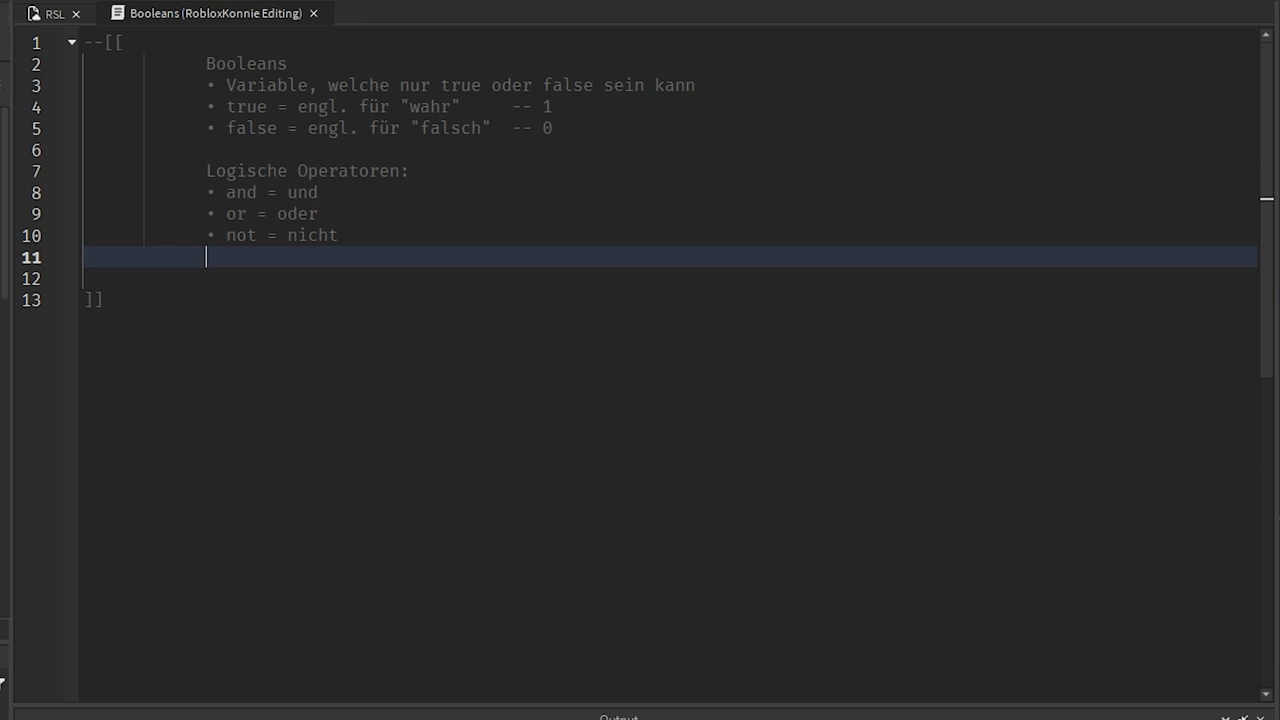 RSL ×
Booleans (RobloxKonnie Editing) ×
1 --[[
2 Booleans
3 • Variable, welche nur true oder false sein kann
4 • true = engl. für "wahr" -- 1
5 • false = engl. für "falsch" -- 0
6
7 Logische Operatoren:
8 • and = und
9 • or = oder
10 • not = nicht
11
12
13 ]]
Output